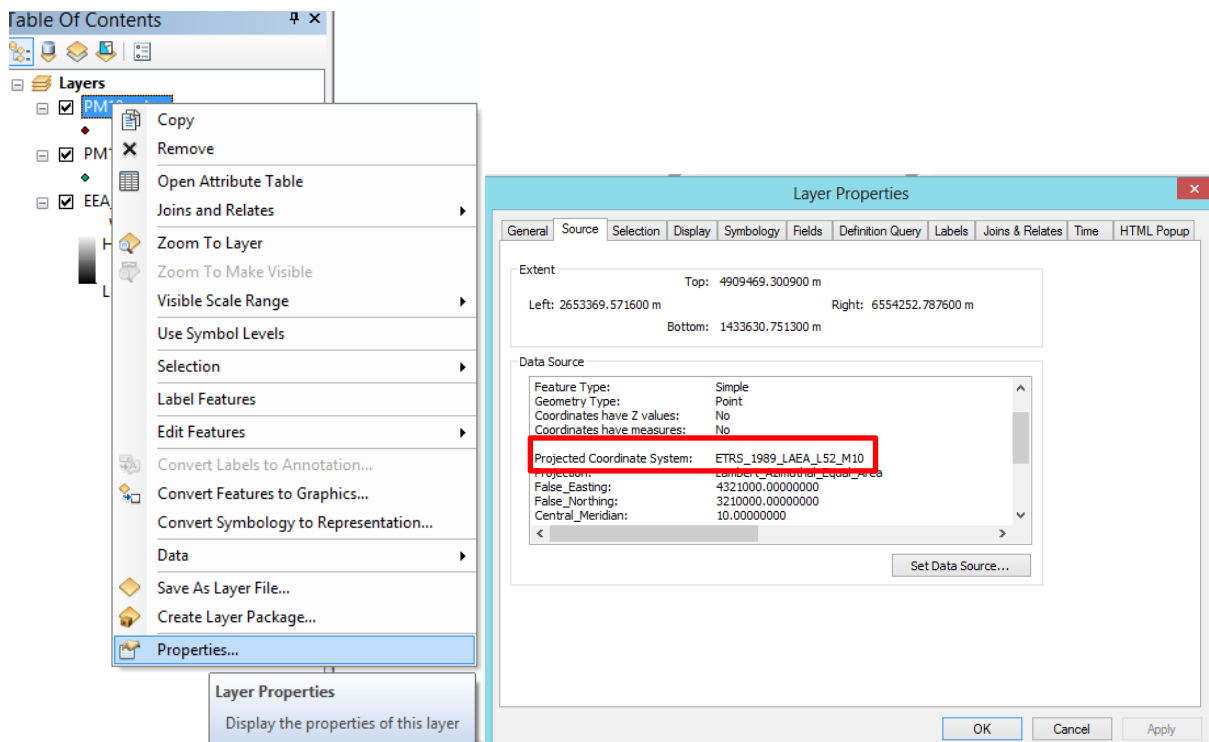 Table Of Contents
Layers
PM1
PM1
EEA
H
L
Copy
Remove
Open Attribute Table
Joins and Relates
Zoom To Layer
Zoom To Make Visible
Visible Scale Range
Use Symbol Levels
Selection
Label Features
Edit Features
Convert Labels to Annotation...
Convert Features to Graphics...
Convert Symbology to Representation...
Data
Save As Layer File...
Create Layer Package...
Properties...
Layer Properties
Display the properties of this layer
Layer Properties
General Source Selection Display Symbology Fields Definition Query Labels Joins & Relates Time HTML Popup
Extent
Top: 4909469.300900 m
Left: 2653369.571600 m Right: 6554252.787600 m
Bottom: 1433630.751300 m
Data Source
Feature Type: Simple
Geometry Type: Point
Coordinates have Z values: No
Coordinates have measures: No
Projected Coordinate System: ETRS_1989_LAEA_L52_M10
Projection: Lambert_Azimuthal_Equal_Area
False_Easting: 4321000.00000000
False_Northing: 3210000.00000000
Central_Meridian: 10.00000000
Set Data Source...
OK Cancel Apply